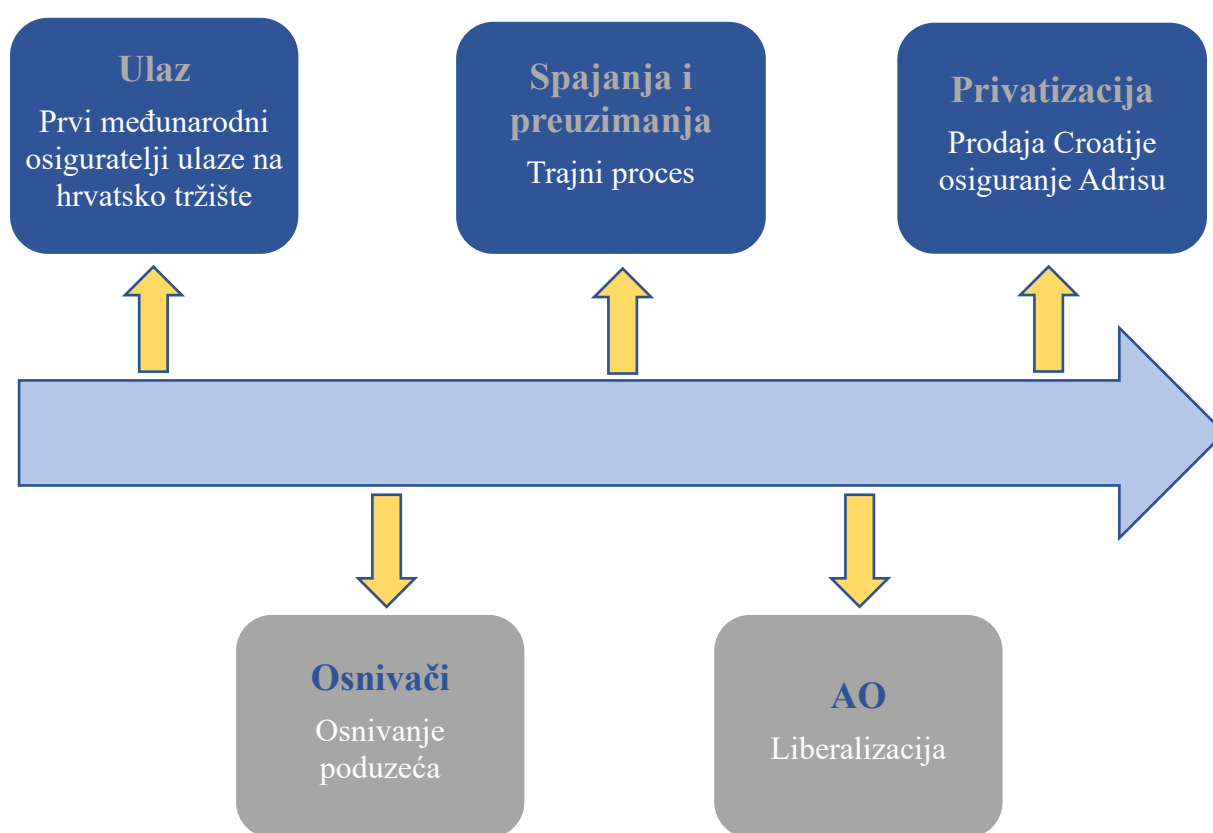 Ulaz
Prvi međunarodni
osiguratelji ulaze na
hrvatsko tržište
Spajanja i
preuzimanja
Trajni proces
Privatizacija
Prodaja Croatije
osiguranje Adrisu
Osnivači
Osnivanje
poduzeća
AO
Liberalizacija